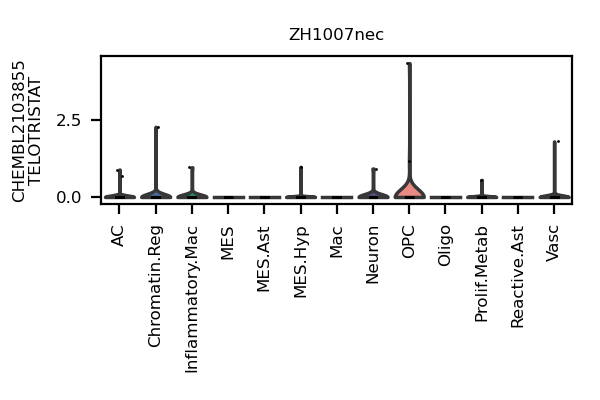 ZH1007nec
CHEMBL2103855
TELOTRISTAT
2.5
0.0
AC
Chromatin.Reg
Inflammatory.Mac
MES
MES.Ast
MES.Hyp
Mac
Neuron
OPC
Oligo
Prolif.Metab
Reactive.Ast
Vasc